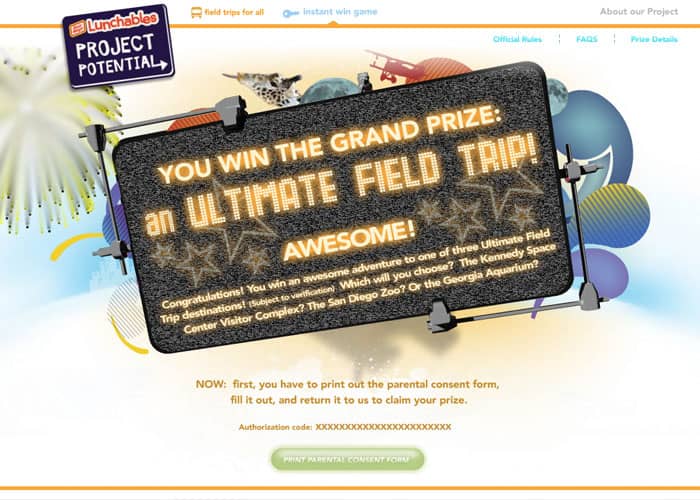 Lunchables
PROJECT
POTENTIAL
field trips for all
instant win game
About our Project
Official Rules
FAQS
Prize Details
YOU WIN THE GRAND PRIZE:
an ULTIMATE FIELD TRIP!
AWESOME!
Congratulations! You win an awesome adventure to one of three Ultimate Field
Trip destinations! (Subject to verification) Which will you choose? The Kennedy Space
Center Visitor Complex? The San Diego Zoo? Or the Georgia Aquarium?
NOW: first, you have to print out the parental consent form,
fill it out, and return it to us to claim your prize.
Authorization code: XXXXXXXXXXXXXXXXXXXXXXX
PRINT PARENTAL CONSENT FORM